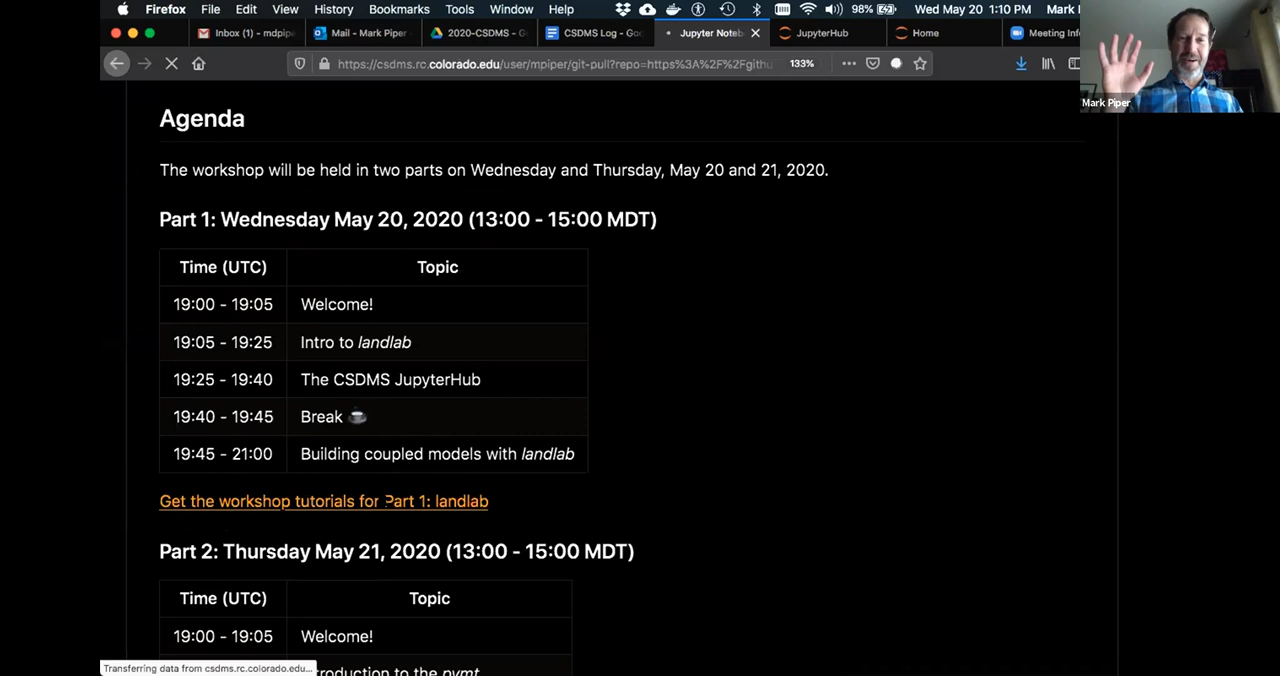 Firefox File Edit View History Bookmarks Tools Window Help 98% Wed May 20 1:10 PM Mark
Inbox (1) - mdpipe Mail - Mark Piper 2020-CSDMS - G CSDMS Log - Go Jupyter Noteb JupyterHub Home Meeting Inf
https://csdms.rc.colorado.edu/user/mpiper/git-pull?repo=https%3A%2F%2Fgithu 133%
Mark Piper
Agenda
The workshop will be held in two parts on Wednesday and Thursday, May 20 and 21, 2020.
Part 1: Wednesday May 20, 2020 (13:00 - 15:00 MDT)
Time (UTC) Topic
19:00 - 19:05 Welcome!
19:05 - 19:25 Intro to landlab
19:25 - 19:40 The CSDMS JupyterHub
19:40 - 19:45 Break ☕
19:45 - 21:00 Building coupled models with landlab
Get the workshop tutorials for Part 1: landlab
Part 2: Thursday May 21, 2020 (13:00 - 15:00 MDT)
Time (UTC) Topic
19:00 - 19:05 Welcome!
troduction to the pymt
Transferring data from csdms.rc.colorado.edu...